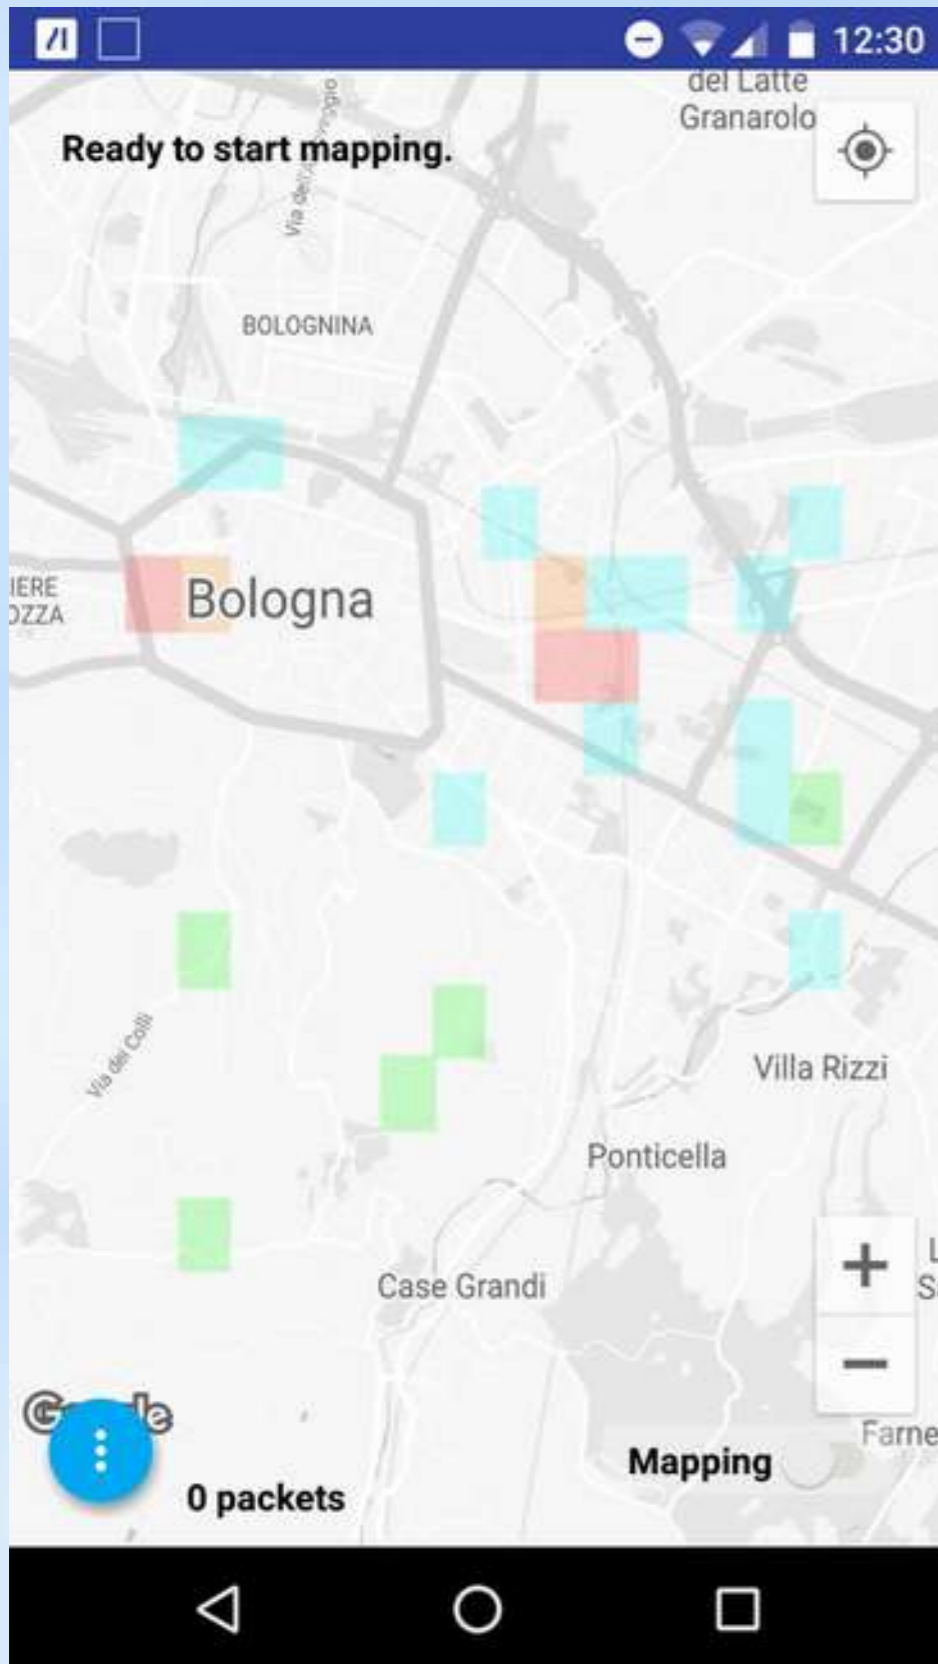 12:30
del Latte
Granarolo
Ready to start mapping.
BOLOGNINA
IERE
OZZA
Bologna
Via dei Colli
Villa Rizzi
Ponticella
Case Grandi
+
L
S
−
Farne
Mapping
0 packets